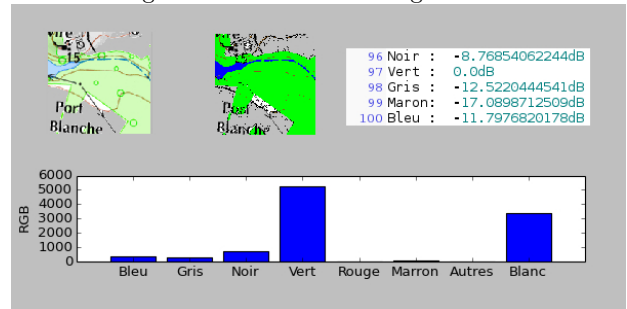 15
Port
Blanche
15
Blanche
96 Noir : -8.76854062244dB
97 Vert : 0.0dB
98 Gris : -12.5220444541dB
99 Maron: -17.0898712509dB
100 Bleu : -11.7976820178dB
6000
5000
4000
3000
2000
1000
0
RGB
Bleu Gris Noir Vert Rouge Marron Autres Blanc